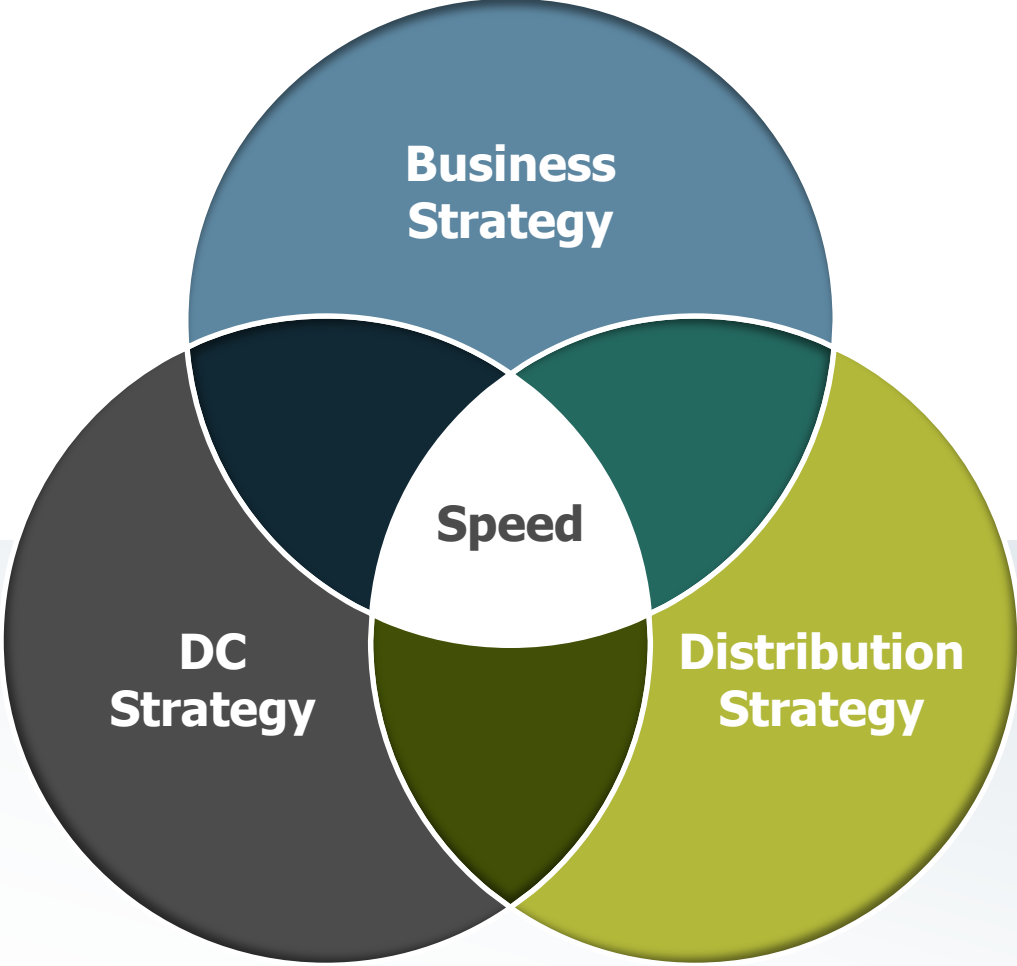 Business
Strategy
Speed
DC
Strategy
Distribution
Strategy